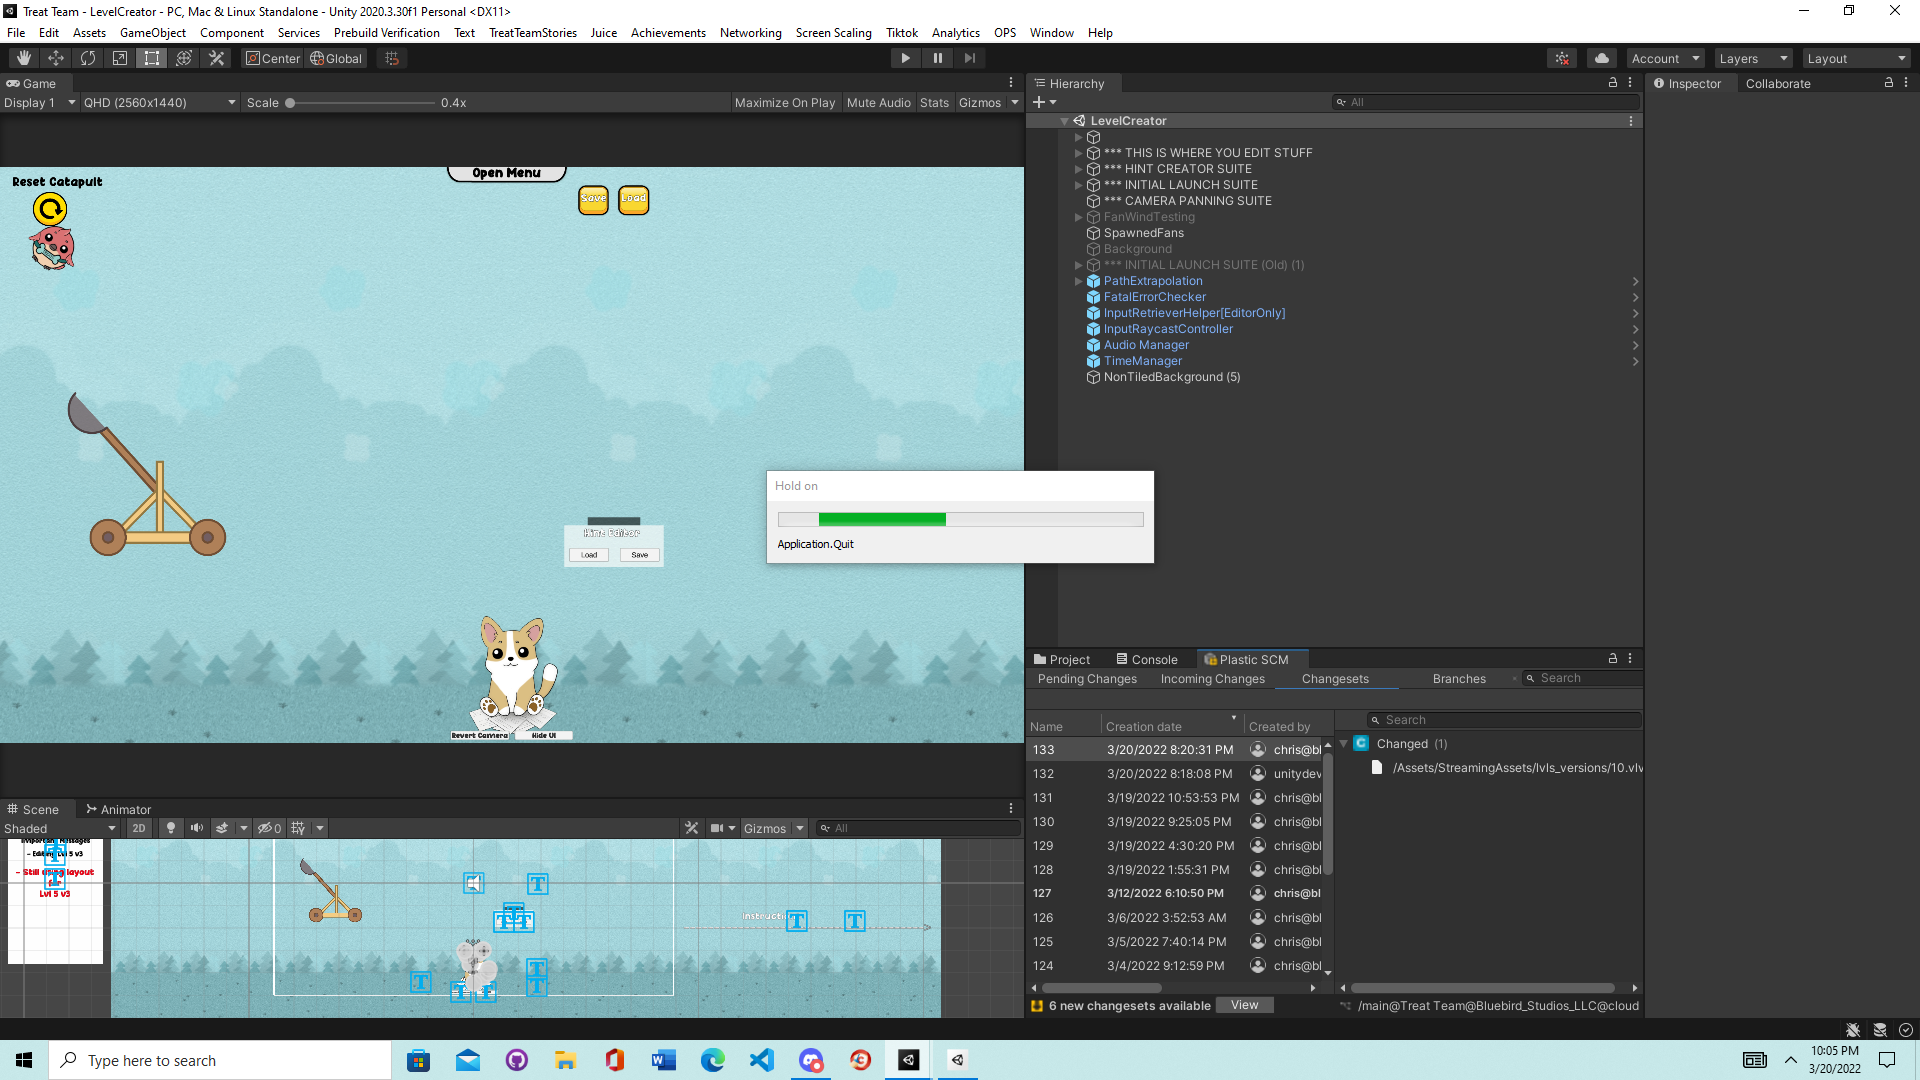 Treat Team - LevelCreator - PC, Mac & Linux Standalone - Unity 2020.3.30f1 Personal <DX11>
File Edit Assets GameObject Component Services Prebuild Verification Text TreatTeamStories Juice Achievements Networking Screen Scaling Tiktok Analytics OPS Window Help
Center Global Account Layers Layout
Game
Display 1 QHD (2560x1440) Scale 0.4x Maximize On Play Mute Audio Stats Gizmos
Reset Catapult
Open Menu
Save Load
Hint Editor
Load Save
Revert Camera Hide UI
Hold on
Application.Quit
Hierarchy
All
LevelCreator
*** THIS IS WHERE YOU EDIT STUFF
*** HINT CREATOR SUITE
*** INITIAL LAUNCH SUITE
*** CAMERA PANNING SUITE
FanWindTesting
SpawnedFans
Background
*** INITIAL LAUNCH SUITE (Old) (1)
PathExtrapolation
FatalErrorChecker
InputRetrieverHelper[EditorOnly]
InputRaycastController
Audio Manager
TimeManager
NonTiledBackground (5)
Inspector Collaborate
Project Console Plastic SCM
Pending Changes Incoming Changes Changesets Branches Search
Name Creation date Created by
133 3/20/2022 8:20:31 PM chris@bl
132 3/20/2022 8:18:08 PM unitydev
131 3/19/2022 10:53:53 PM chris@bl
130 3/19/2022 9:25:05 PM chris@bl
129 3/19/2022 4:30:20 PM chris@bl
128 3/19/2022 1:55:31 PM chris@bl
127 3/12/2022 6:10:50 PM chris@bl
126 3/6/2022 3:52:53 AM chris@bl
125 3/5/2022 7:40:14 PM chris@bl
124 3/4/2022 9:12:59 PM chris@bl
Search
Changed (1)
/Assets/StreamingAssets/lvls_versions/10.vlv
6 new changesets available View /main@Treat Team@Bluebird_Studios_LLC@cloud
Scene Animator
Shaded 2D 0 Gizmos All
- Still using layout
Lvl 5 v3
Type here to search
10:05 PM
3/20/2022